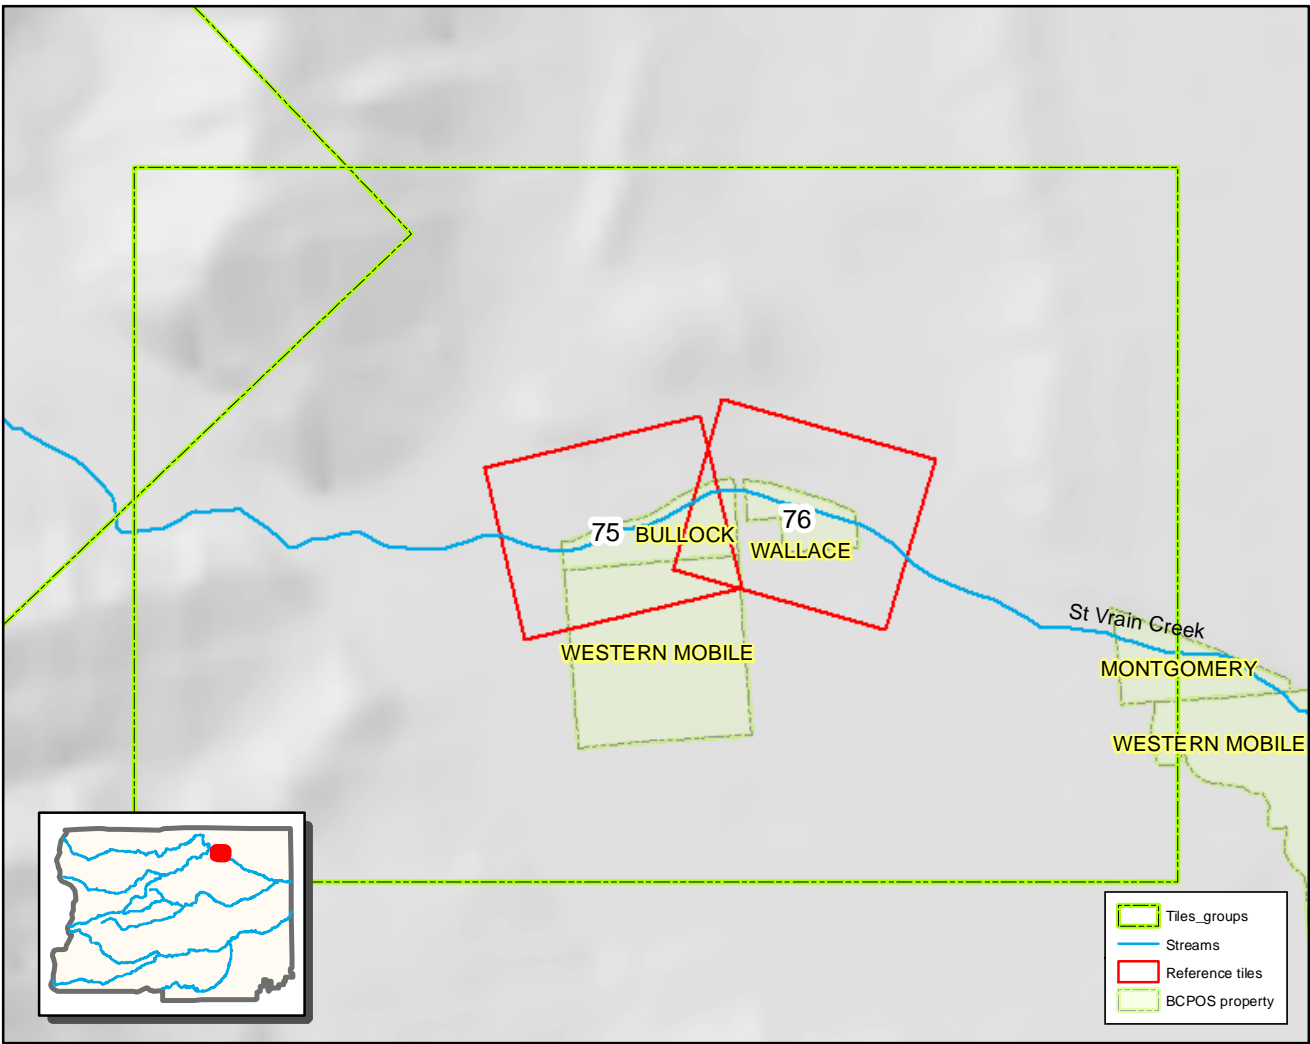 75
BULLOCK
76
WALLACE
WESTERN MOBILE
St Vrain Creek
MONTGOMERY
WESTERN MOBILE
Tiles_groups
Streams
Reference tiles
BCPOS property